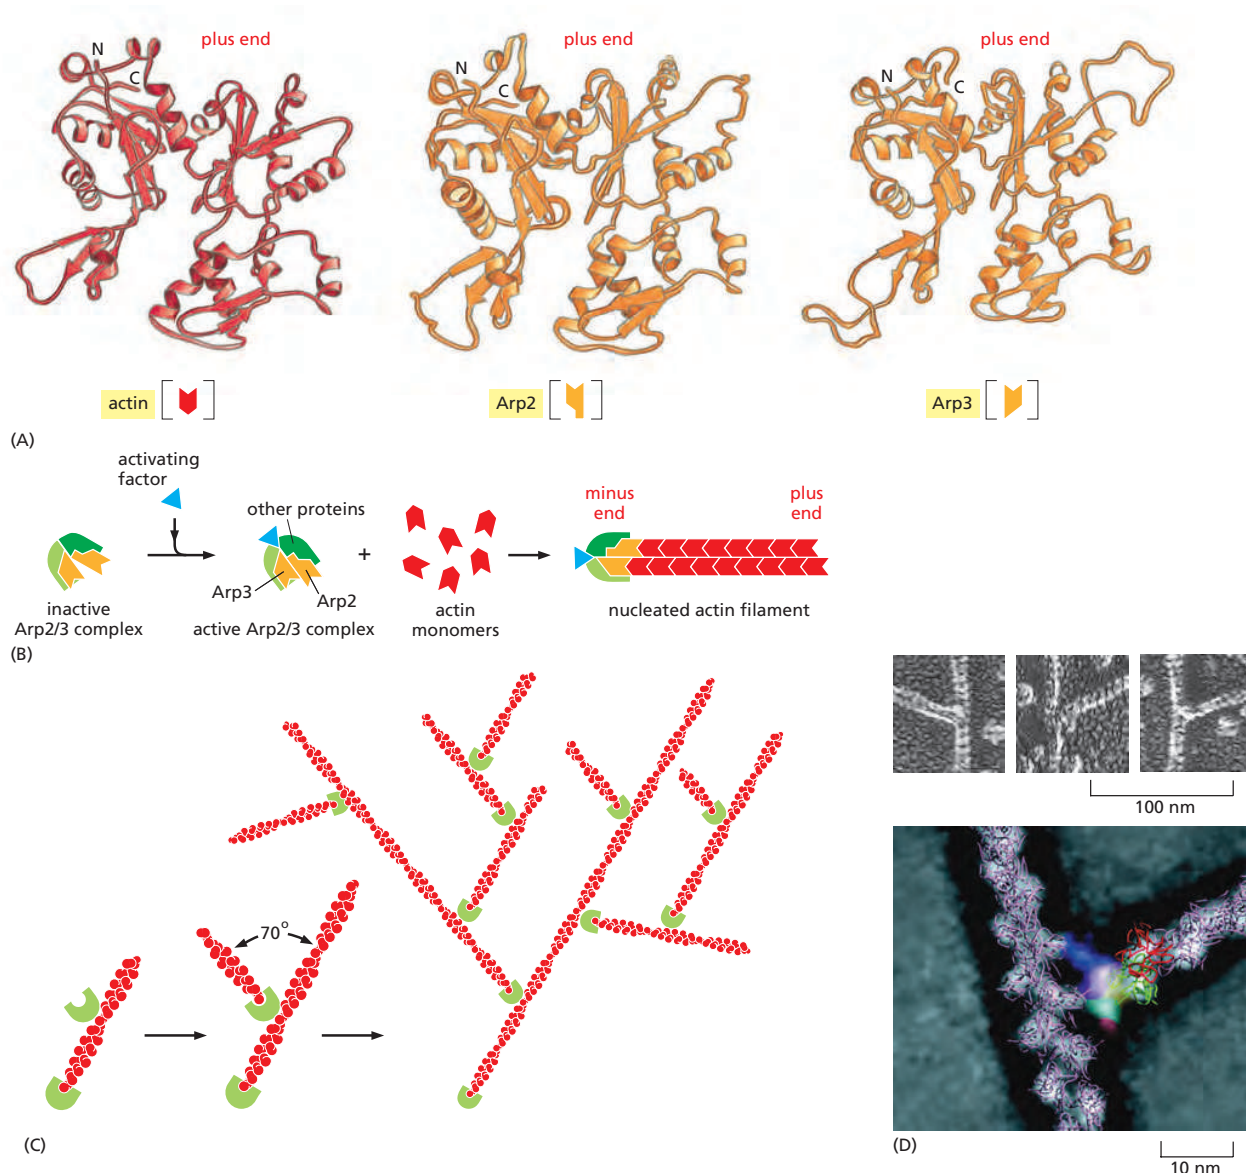 plus end
N
C
plus end
N
C
plus end
N
C
actin
Arp2
Arp3
(A)
activating
factor
other proteins
+
Arp3
Arp2
inactive
Arp2/3 complex
active Arp2/3 complex
actin
monomers
minus
end
plus
end
nucleated actin filament
(B)
100 nm
70°
(C)
(D)
10 nm